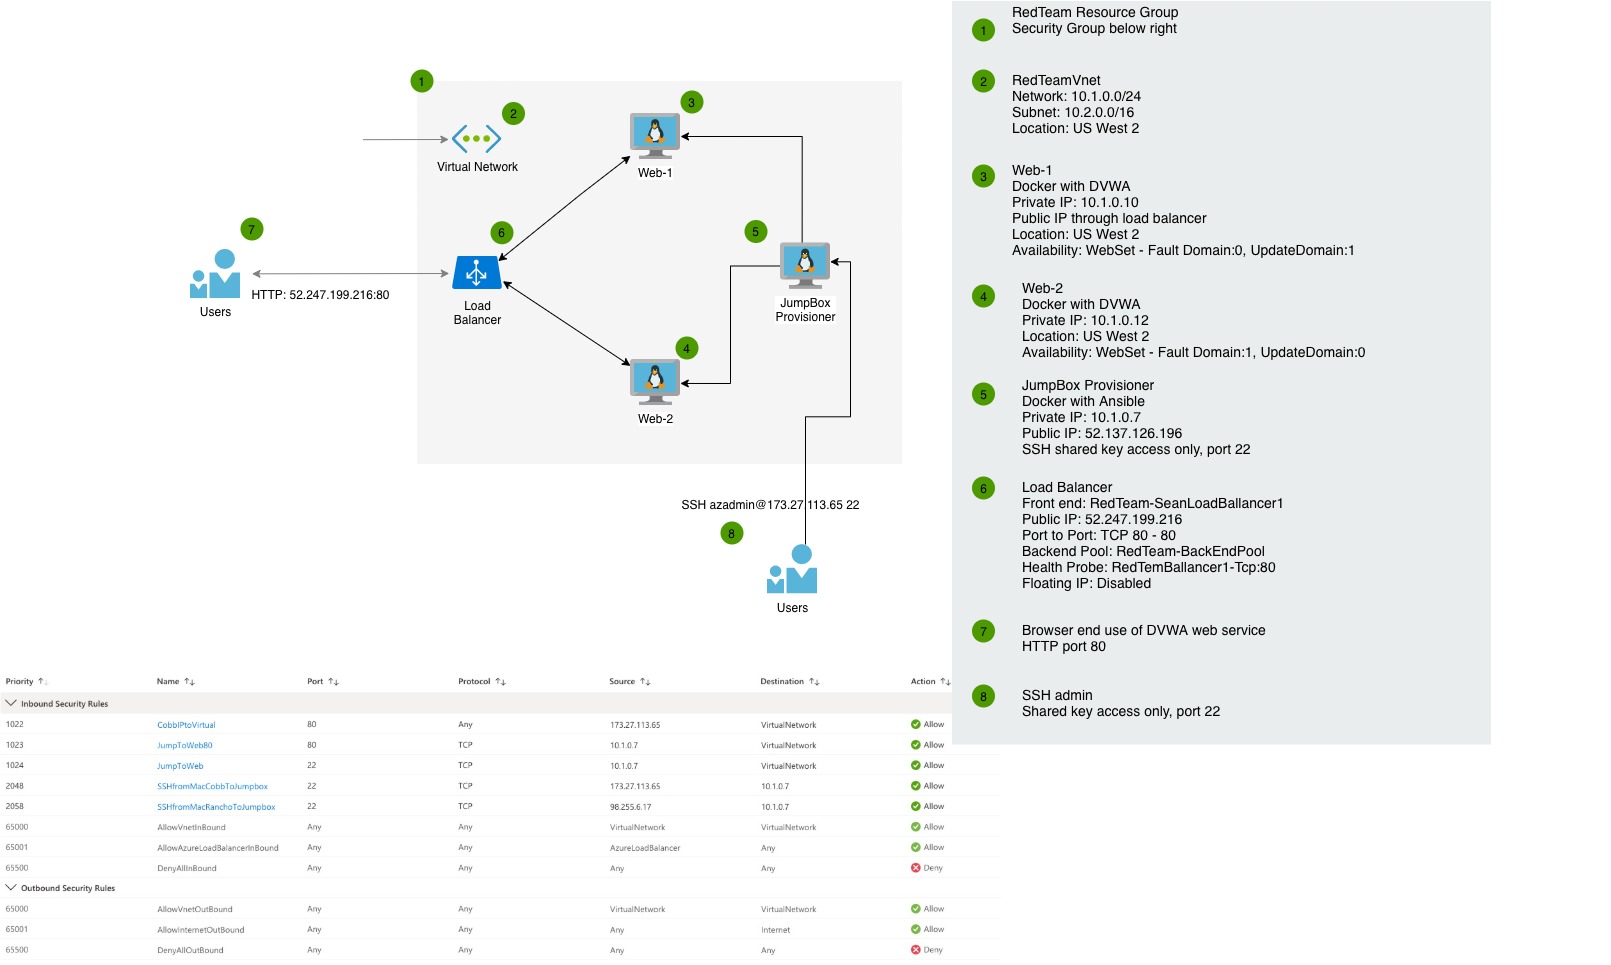 1
2
Virtual Network
3
Web-1
7
Users
HTTP: 52.247.199.216:80
6
Load
Balancer
5
JumpBox
Provisioner
4
Web-2
SSH azadmin@173.27.113.65 22
8
Users
1
RedTeam Resource Group
Security Group below right
2
RedTeamVnet
Network: 10.1.0.0/24
Subnet: 10.2.0.0/16
Location: US West 2
3
Web-1
Docker with DVWA
Private IP: 10.1.0.10
Public IP through load balancer
Location: US West 2
Availability: WebSet - Fault Domain:0, UpdateDomain:1
4
Web-2
Docker with DVWA
Private IP: 10.1.0.12
Location: US West 2
Availability: WebSet - Fault Domain:1, UpdateDomain:0
5
JumpBox Provisioner
Docker with Ansible
Private IP: 10.1.0.7
Public IP: 52.137.126.196
SSH shared key access only, port 22
6
Load Balancer
Front end: RedTeam-SeanLoadBallancer1
Public IP: 52.247.199.216
Port to Port: TCP 80 - 80
Backend Pool: RedTeam-BackEndPool
Health Probe: RedTemBallancer1-Tcp:80
Floating IP: Disabled
7
Browser end use of DVWA web service
HTTP port 80
8
SSH admin
Shared key access only, port 22
Priority Name Port Protocol Source Destination Action
Inbound Security Rules
1022 CobbIPtoVirtual 80 Any 173.27.113.65 VirtualNetwork Allow
1023 JumpToWeb80 80 TCP 10.1.0.7 VirtualNetwork Allow
1024 JumpToWeb 22 TCP 10.1.0.7 VirtualNetwork Allow
2048 SSHfromMacCobbToJumpbox 22 TCP 173.27.113.65 10.1.0.7 Allow
2058 SSHfromMacRanchoToJumpbox 22 TCP 98.255.6.17 10.1.0.7 Allow
65000 AllowVnetInBound Any Any VirtualNetwork VirtualNetwork Allow
65001 AllowAzureLoadBalancerInBound Any Any AzureLoadBalancer Any Allow
65500 DenyAllInBound Any Any Any Any Deny
Outbound Security Rules
65000 AllowVnetOutBound Any Any VirtualNetwork VirtualNetwork Allow
65001 AllowInternetOutBound Any Any Any Internet Allow
65500 DenyAllOutBound Any Any Any Any Deny